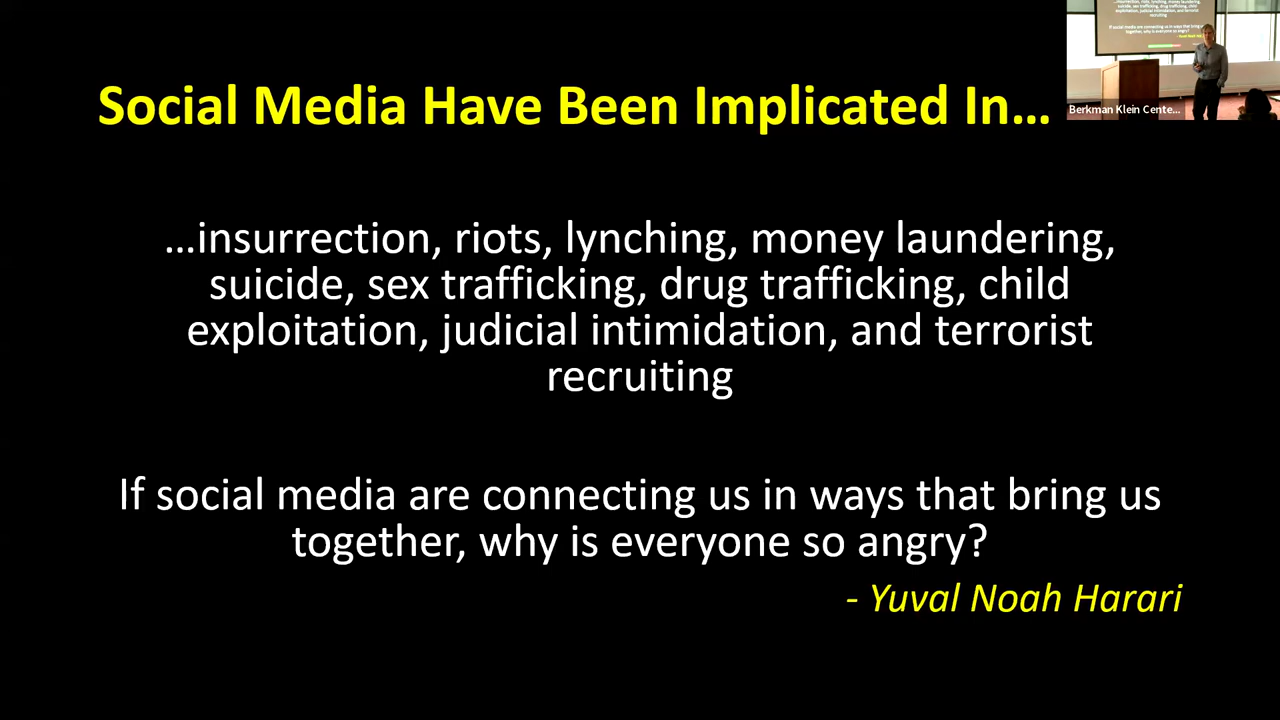 Social Media Have Been Implicated In…
…insurrection, riots, lynching, money laundering,
suicide, sex trafficking, drug trafficking, child
exploitation, judicial intimidation, and terrorist
recruiting
If social media are connecting us in ways that bring us
together, why is everyone so angry?
- Yuval Noah Harari
Berkman Klein Cente...